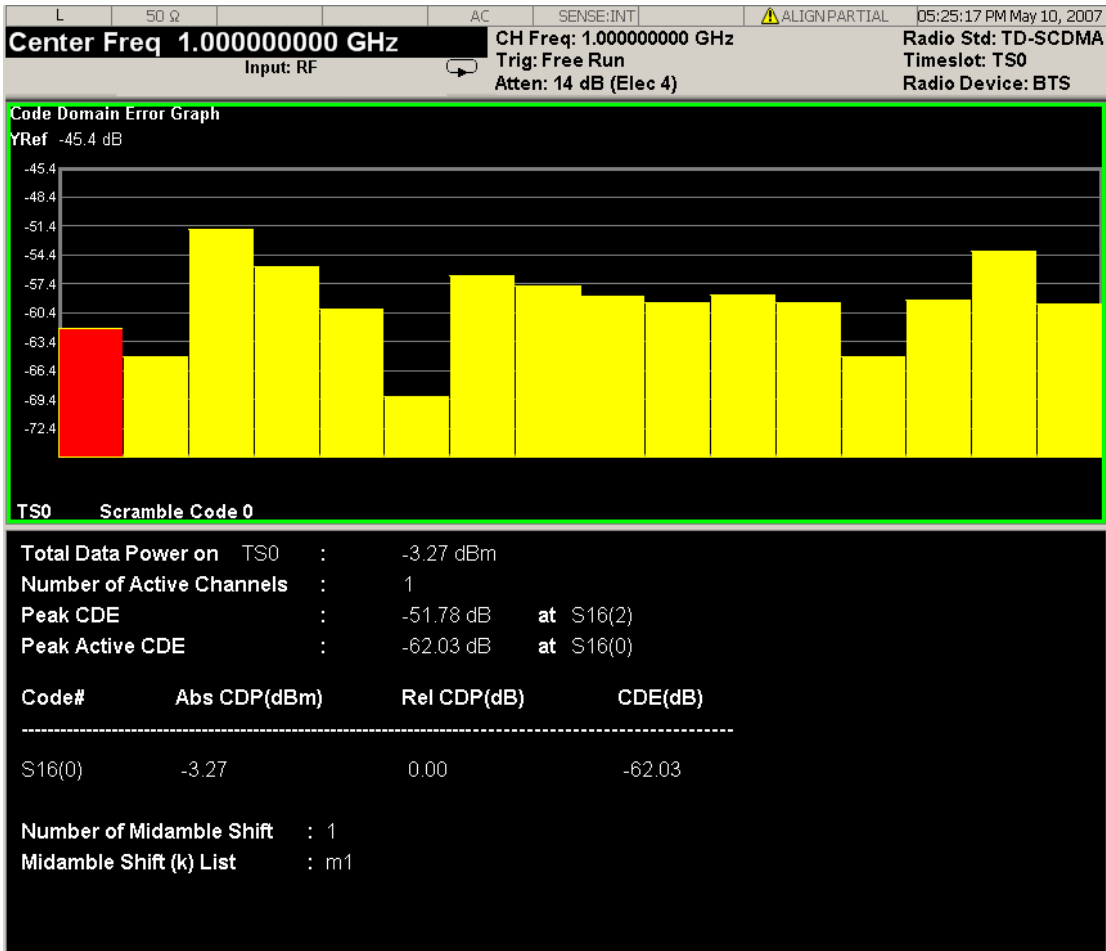 L 50 Ω AC SENSE:INT ALIGN PARTIAL 05:25:17 PM May 10, 2007
Center Freq 1.000000000 GHz
Input: RF
CH Freq: 1.000000000 GHz
Trig: Free Run
Atten: 14 dB (Elec 4)
Radio Std: TD-SCDMA
Timeslot: TS0
Radio Device: BTS
Code Domain Error Graph
YRef -45.4 dB
-45.4
-48.4
-51.4
-54.4
-57.4
-60.4
-63.4
-66.4
-69.4
-72.4
TS0 Scramble Code 0
Total Data Power on TS0 : -3.27 dBm
Number of Active Channels : 1
Peak CDE : -51.78 dB at S16(2)
Peak Active CDE : -62.03 dB at S16(0)
Code# Abs CDP(dBm) Rel CDP(dB) CDE(dB)
S16(0) -3.27 0.00 -62.03
Number of Midamble Shift : 1
Midamble Shift (k) List : m1